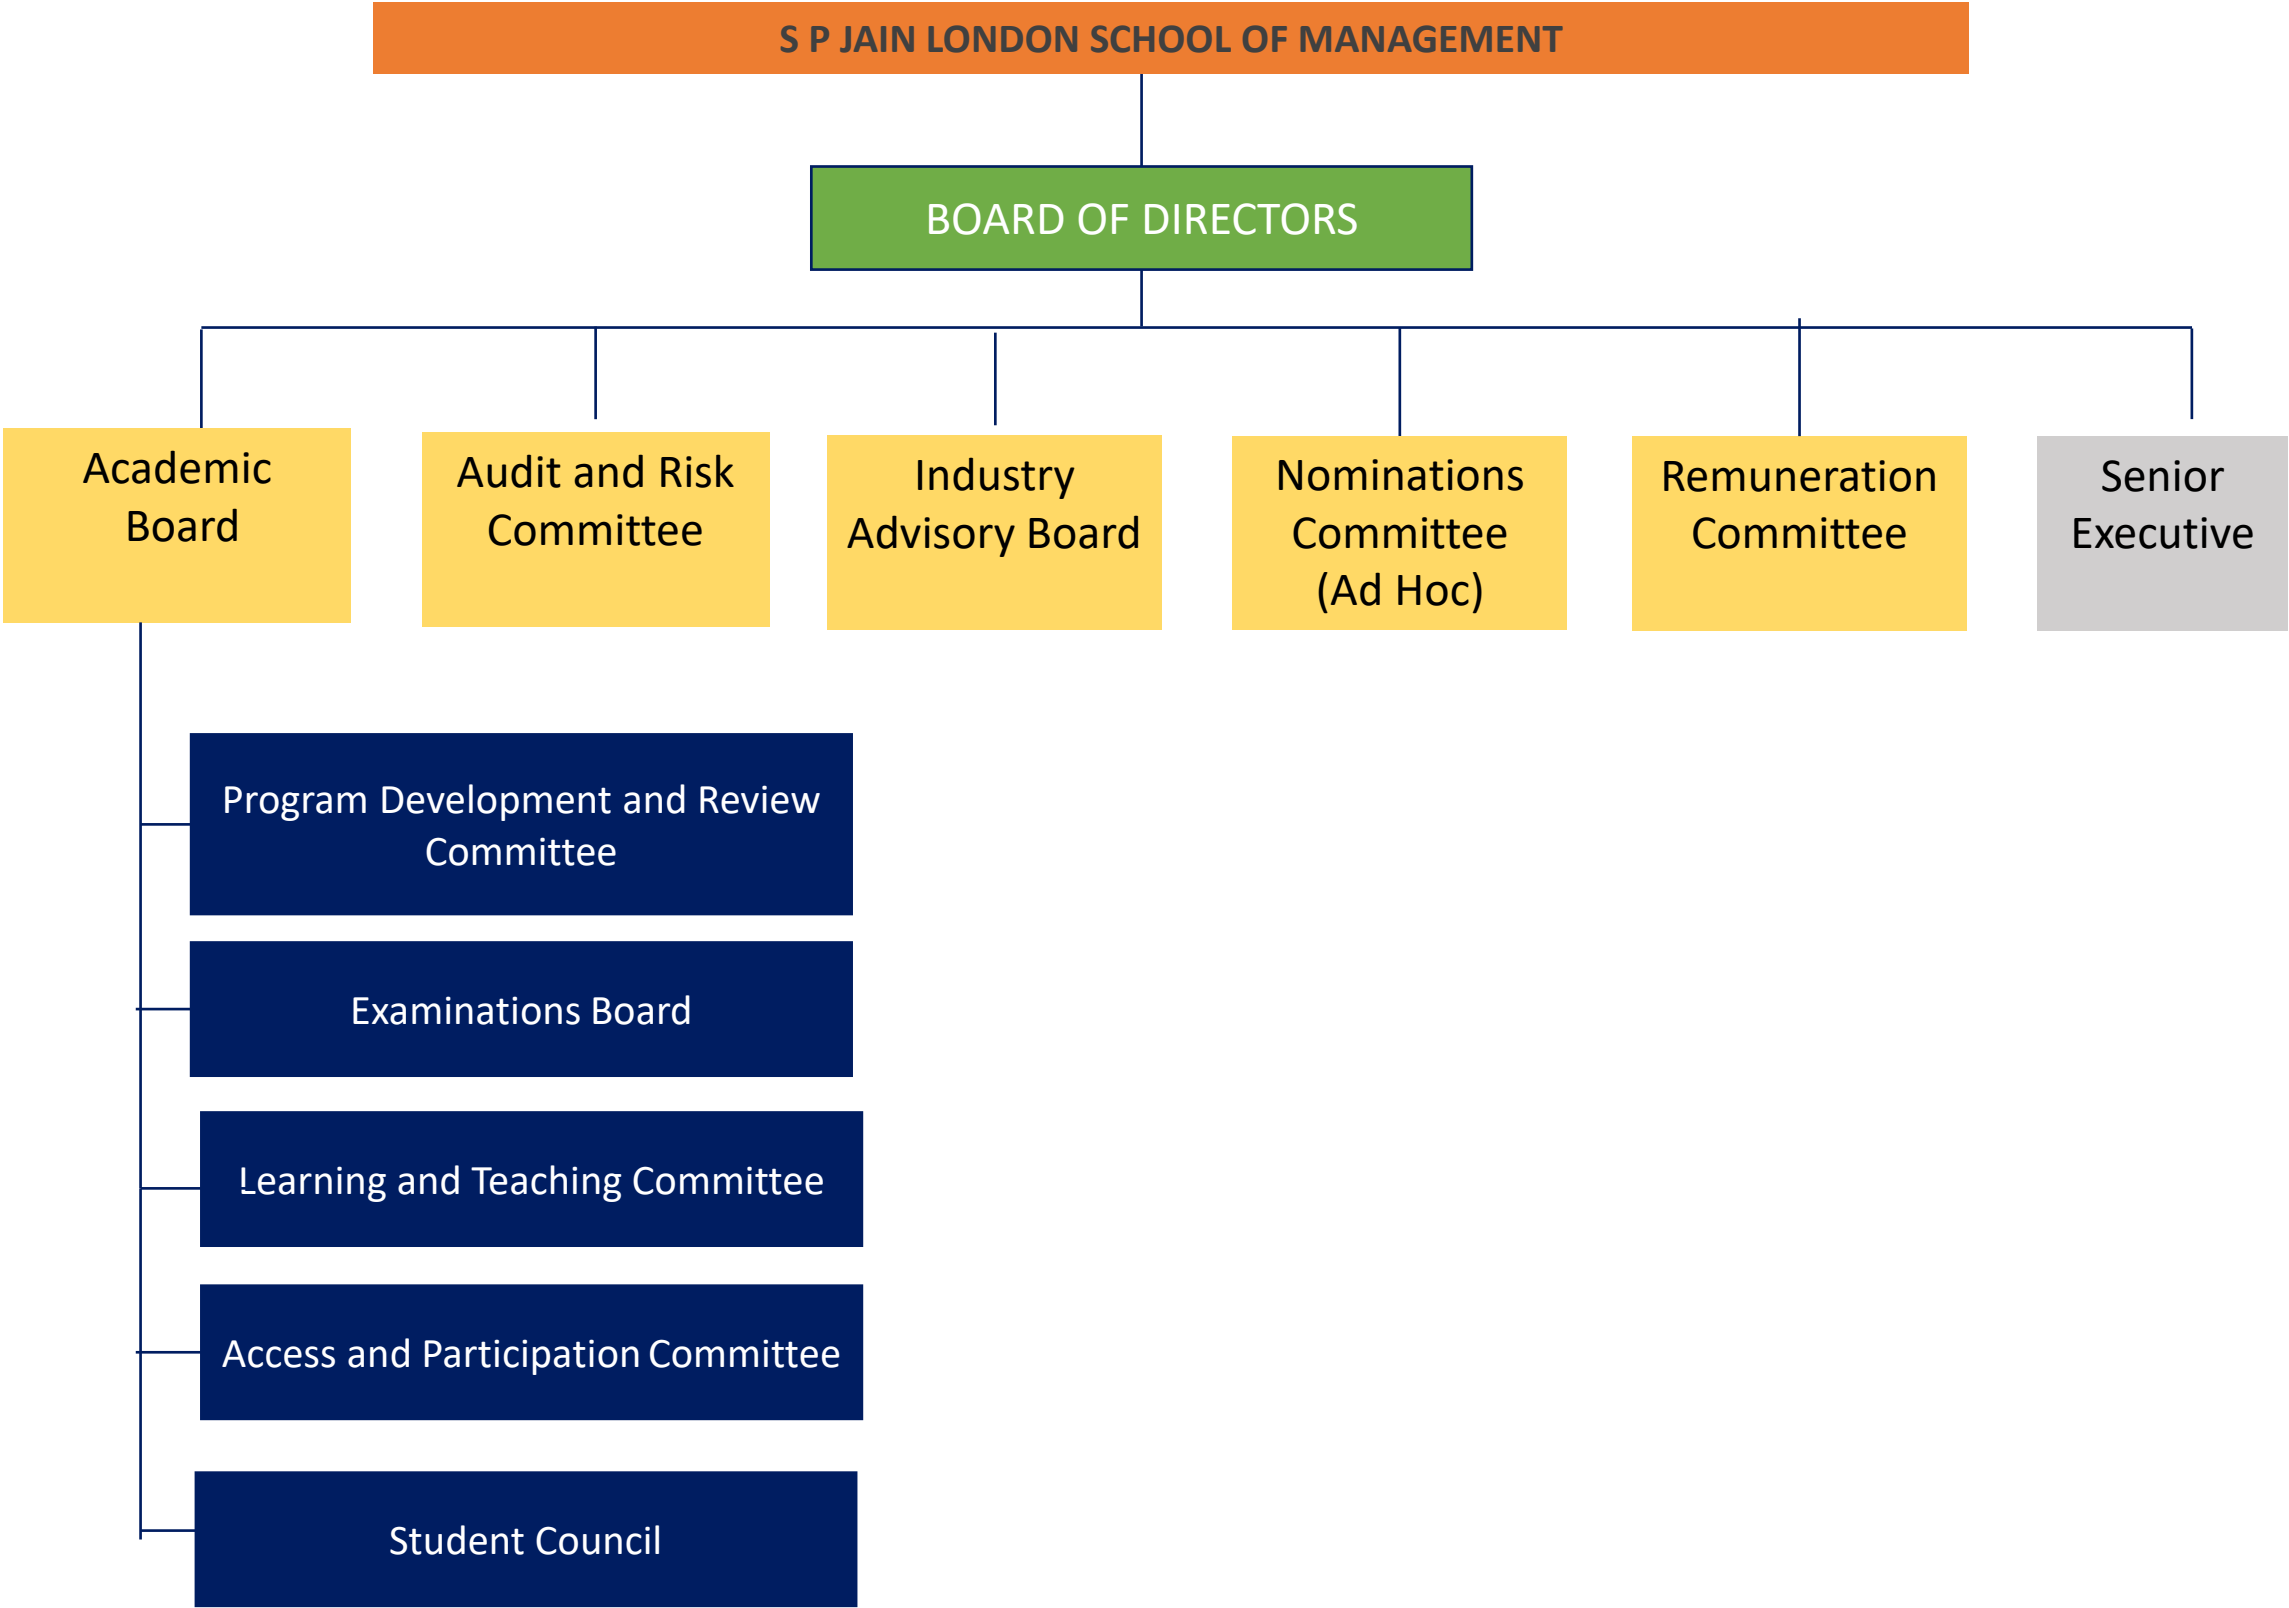 S P JAIN LONDON SCHOOL OF MANAGEMENT
BOARD OF DIRECTORS
Academic
Board
Audit and Risk
Committee
Industry
Advisory Board
Nominations
Committee
(Ad Hoc)
Remuneration
Committee
Senior
Executive
Program Development and Review
Committee
Examinations Board
Learning and Teaching Committee
Access and Participation Committee
Student Council